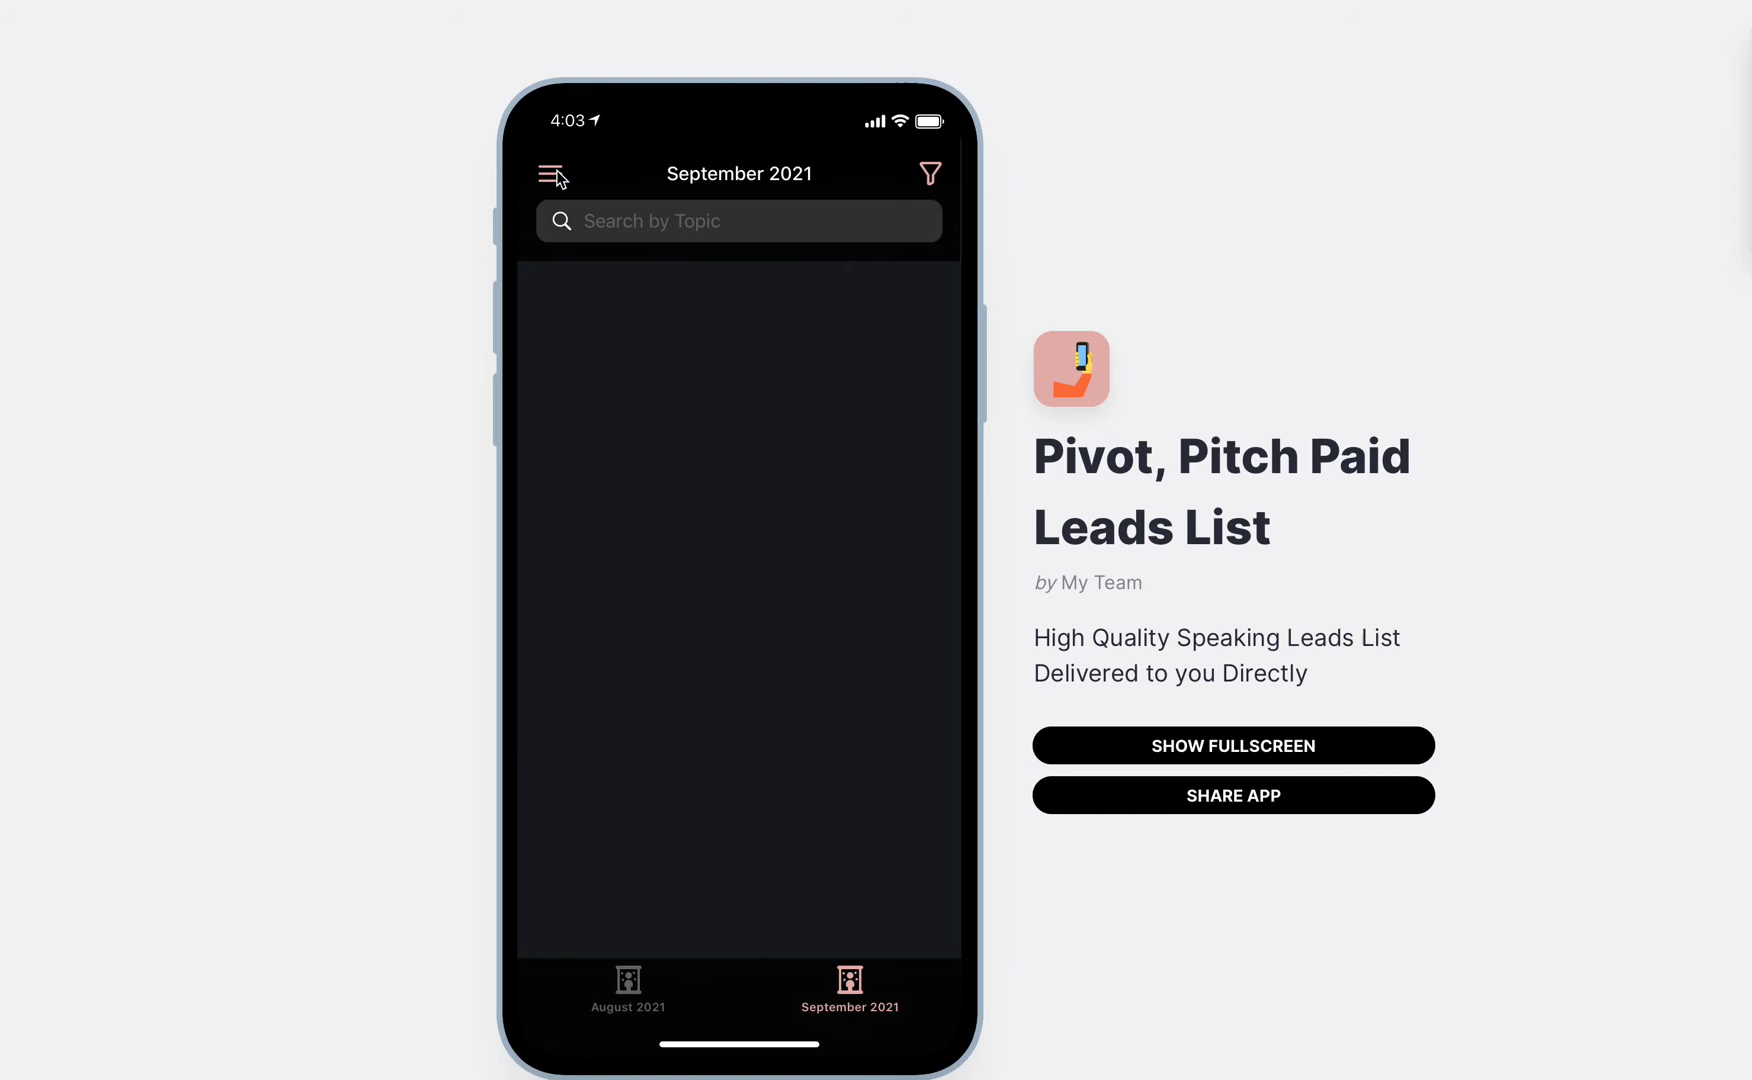 4:03
September 2021
Search by Topic
August 2021
September 2021
Pivot, Pitch Paid
Leads List
by My Team
High Quality Speaking Leads List
Delivered to you Directly
SHOW FULLSCREEN
SHARE APP